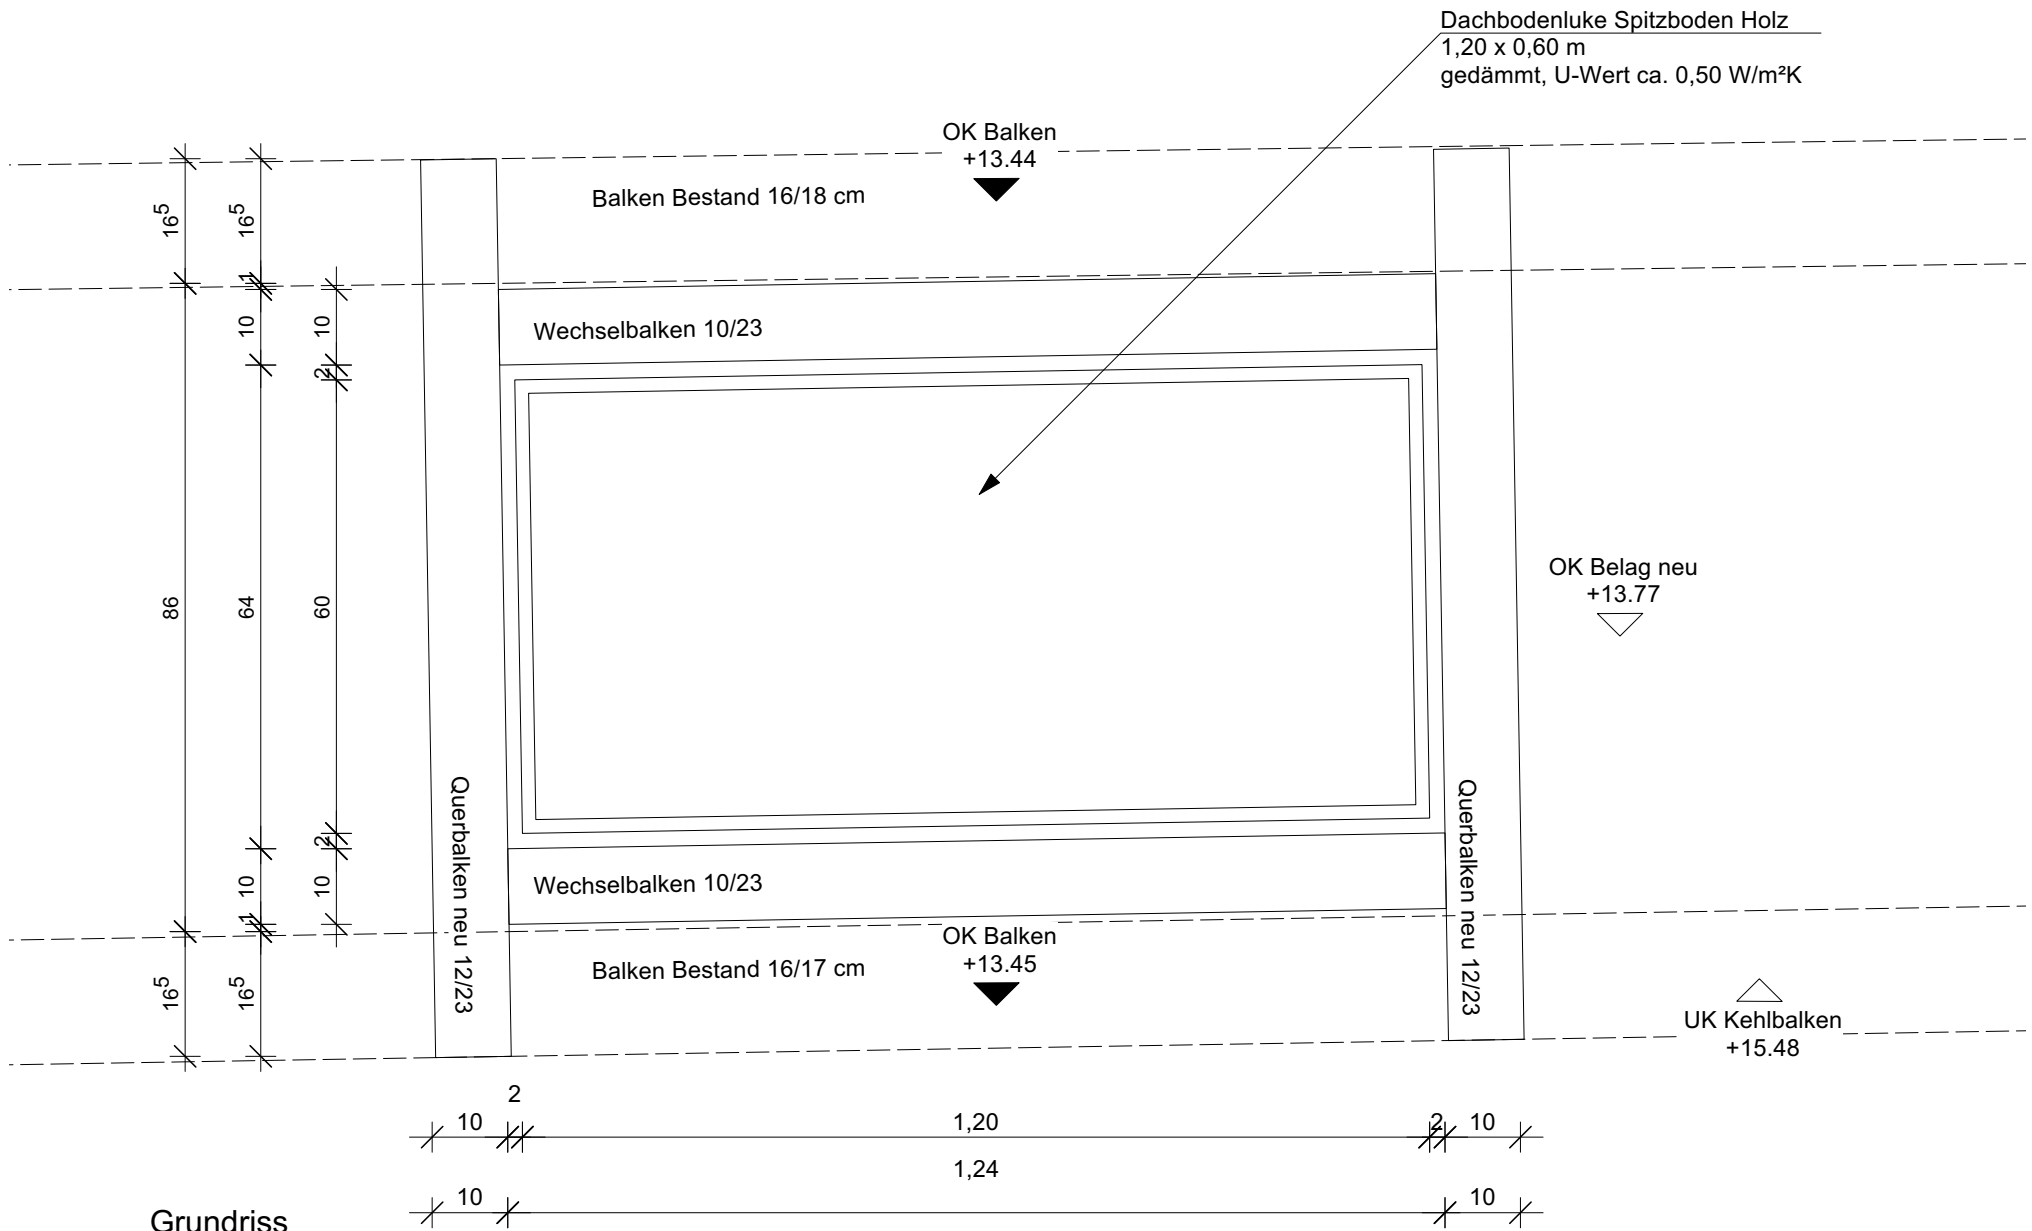 Dachbodenluke Spitzboden Holz
1,20 x 0,60 m
gedämmt, U-Wert ca. 0,50 W/m²K
OK Balken
+13.44
Balken Bestand 16/18 cm
16⁵
16⁵
1
10
10
Wechselbalken 10/23
2
86
64
60
OK Belag neu
+13.77
Querbalken neu 12/23
Querbalken neu 12/23
2
10
10
Wechselbalken 10/23
1
OK Balken
+13.45
Balken Bestand 16/17 cm
16⁵
16⁵
UK Kehlbalken
+15.48
2
10
1,20
2
10
1,24
10
10
Grundriss